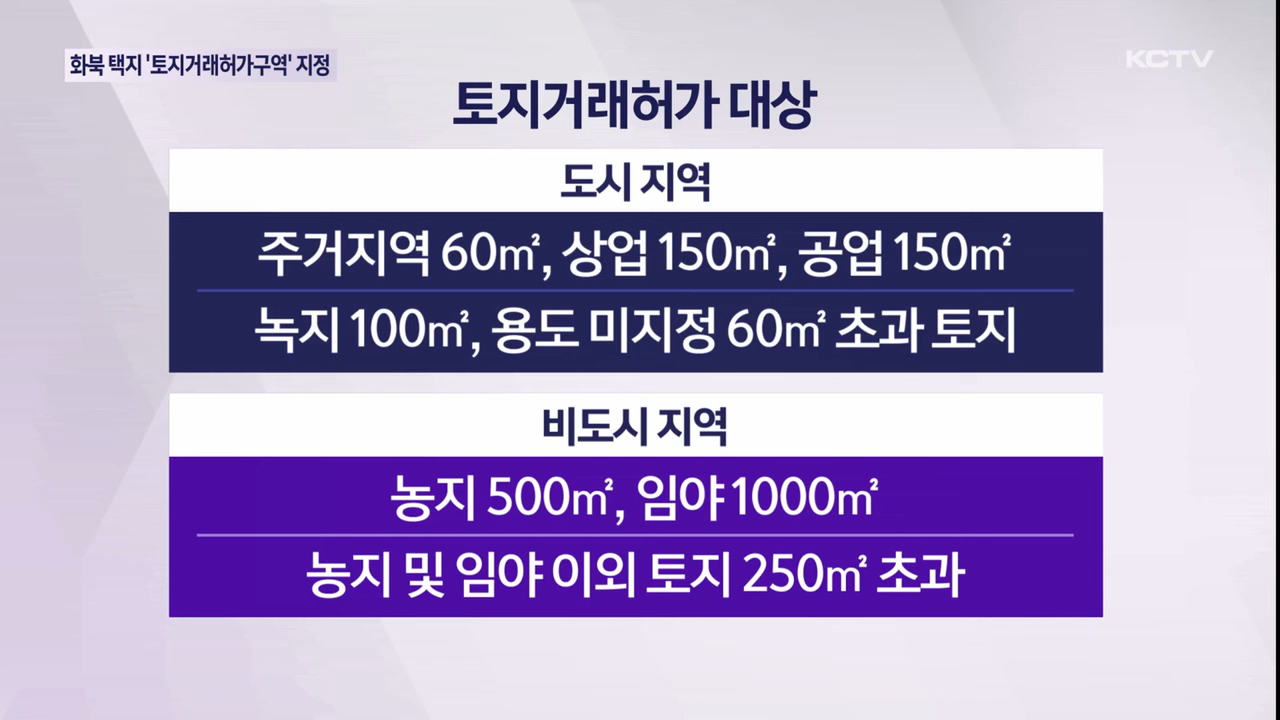 화북 택지 '토지거래허가구역' 지정
KCTV
토지거래허가 대상
도시 지역
주거지역 60㎡, 상업 150㎡, 공업 150㎡
녹지 100㎡, 용도 미지정 60㎡ 초과 토지
비도시 지역
농지 500㎡, 임야 1000㎡
농지 및 임야 이외 토지 250㎡ 초과